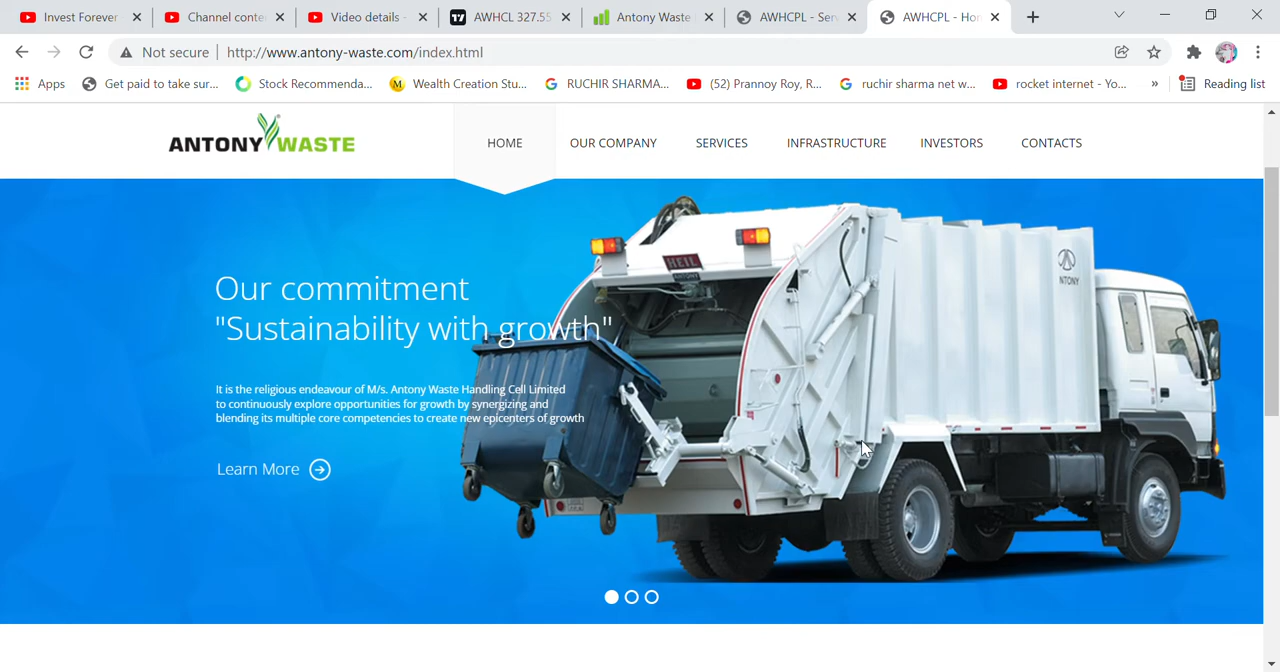 Invest Forever
Channel conte
Video details -
AWHCL 327.55
Antony Waste
AWHCPL - Ser
AWHCPL - Ho
Not secure
http://www.antony-waste.com/index.html
Apps
Get paid to take sur...
Stock Recommenda...
Wealth Creation Stu...
RUCHIR SHARMA...
(52) Prannoy Roy, R...
ruchir sharma net w...
rocket internet - Yo...
»
Reading list
ANTONY WASTE
HOME
OUR COMPANY
SERVICES
INFRASTRUCTURE
INVESTORS
CONTACTS
Our commitment
"Sustainability with growth"
It is the religious endeavour of M/s. Antony Waste Handling Cell Limited
to continuously explore opportunities for growth by synergizing and
blending its multiple core competencies to create new epicenters of growth
Learn More
HEIL
ANTONY
NTONY